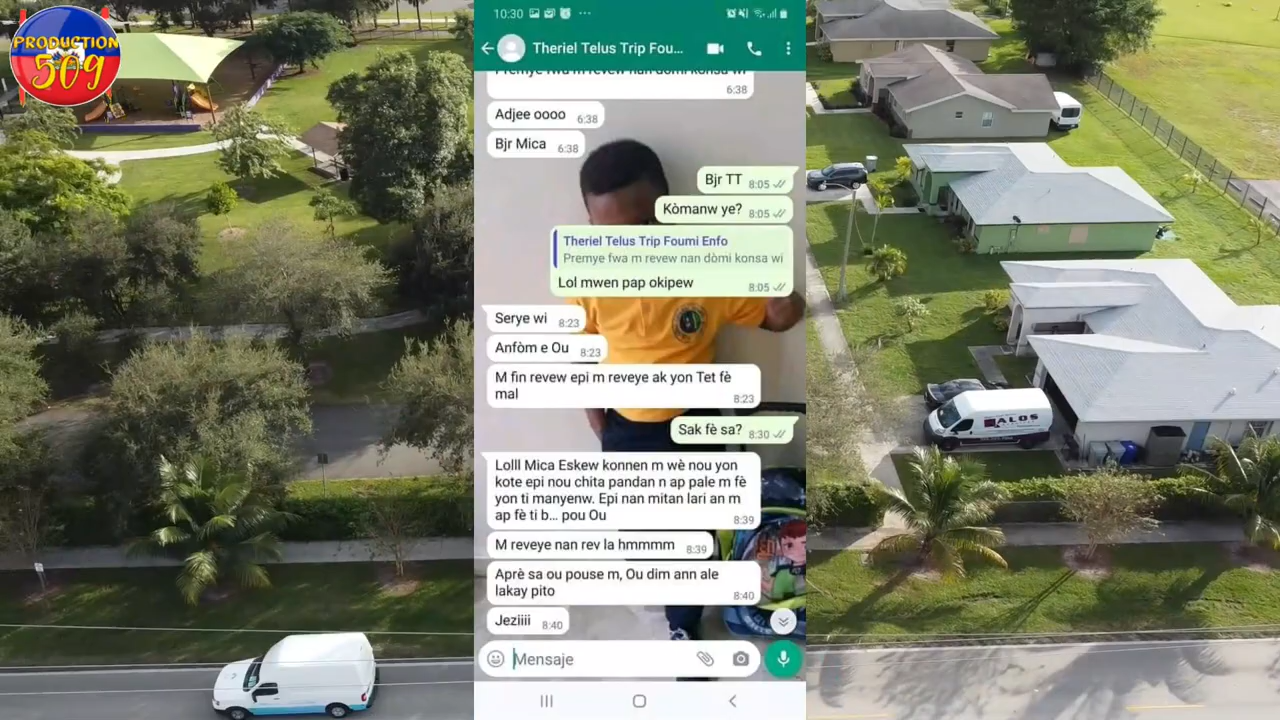 PRODUCTION
509
10:30
Theriel Telus Trip Fou...
Premye fwa m revew nan dòmi konsa wi
6:38
Adjee oooo 6:38
Bjr Mica 6:38
Bjr TT 8:05
Kòmanw ye? 8:05
Theriel Telus Trip Foumi Enfo
Premye fwa m revew nan dòmi konsa wi
Lol mwen pap okipew 8:05
Serye wi 8:23
Anfòm e Ou 8:23
M fin revew epi m reveye ak yon Tet fè
mal 8:23
Sak fè sa? 8:30
Lolll Mica Eskew konnen m wè nou yon
kote epi nou chita pandan n ap pale m fè
yon ti manyenw. Epi nan mitan lari an m
ap fè ti b... pou Ou 8:39
M reveye nan rev la hmmmm 8:39
Aprè sa ou pouse m, Ou dim ann ale
lakay pito 8:40
Jeziiii 8:40
Mensaje
ALOS